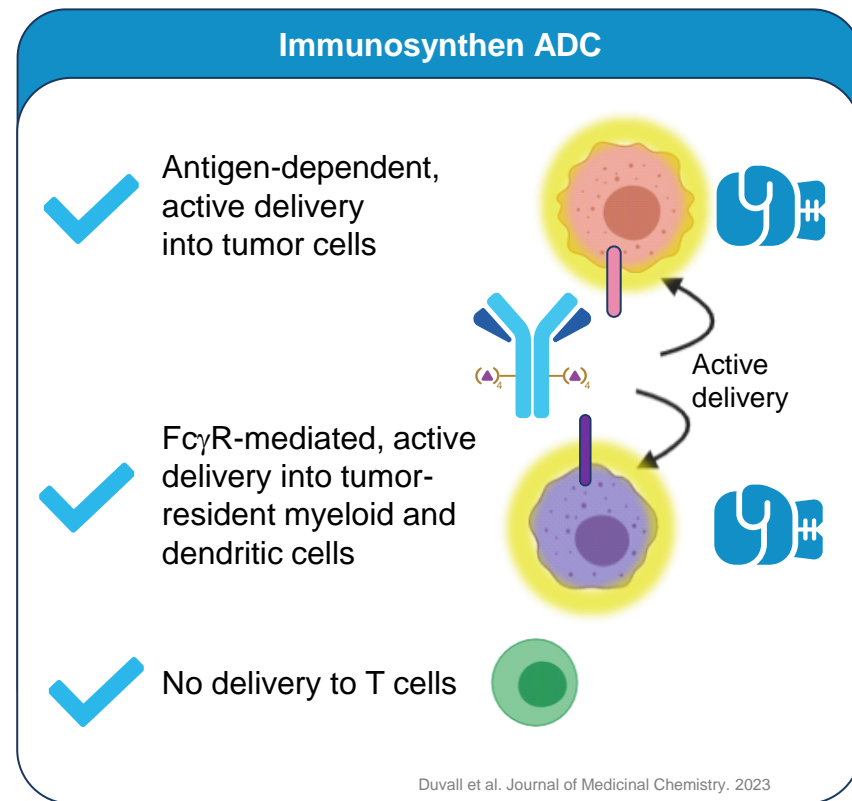 Immunosynthen ADC
Antigen-dependent,
active delivery
into tumor cells
(▲)4
(▲)4
Active
delivery
FcγR-mediated, active
delivery into tumor-
resident myeloid and
dendritic cells
No delivery to T cells
Duvall et al. Journal of Medicinal Chemistry. 2023